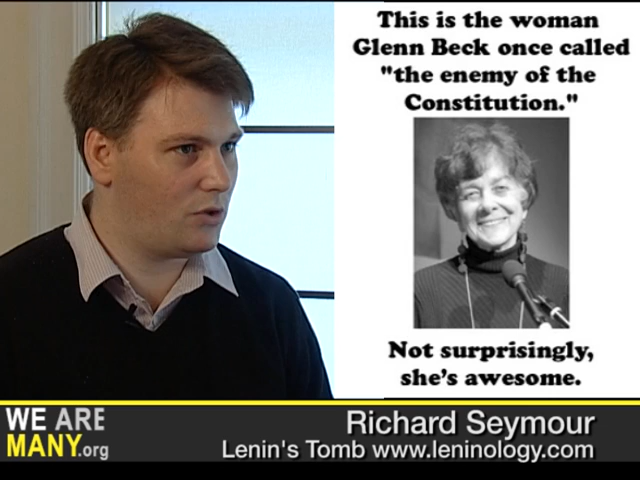 This is the woman
Glenn Beck once called
"the enemy of the
Constitution."
Not surprisingly,
she's awesome.
WE ARE
MANY.org
Richard Seymour
Lenin's Tomb www.leninology.com